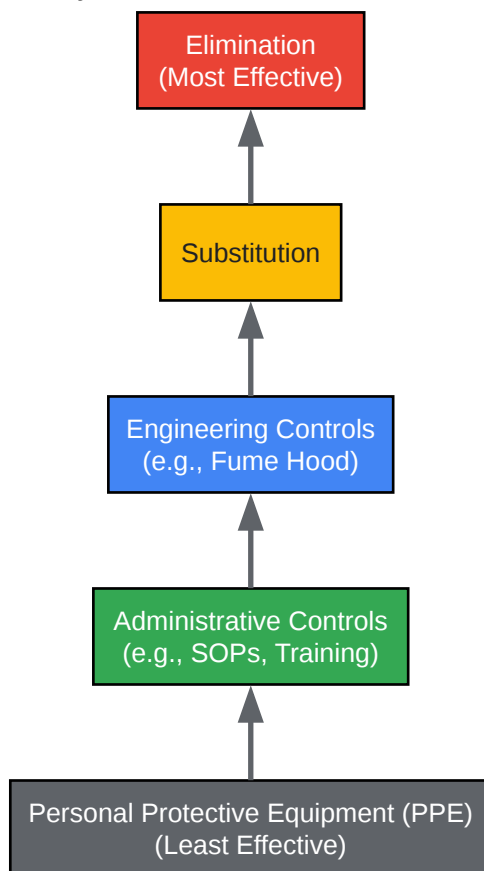 Elimination
(Most Effective)
Substitution
Engineering Controls
(e.g., Fume Hood)
Administrative Controls
(e.g., SOPs, Training)
Personal Protective Equipment (PPE)
(Least Effective)